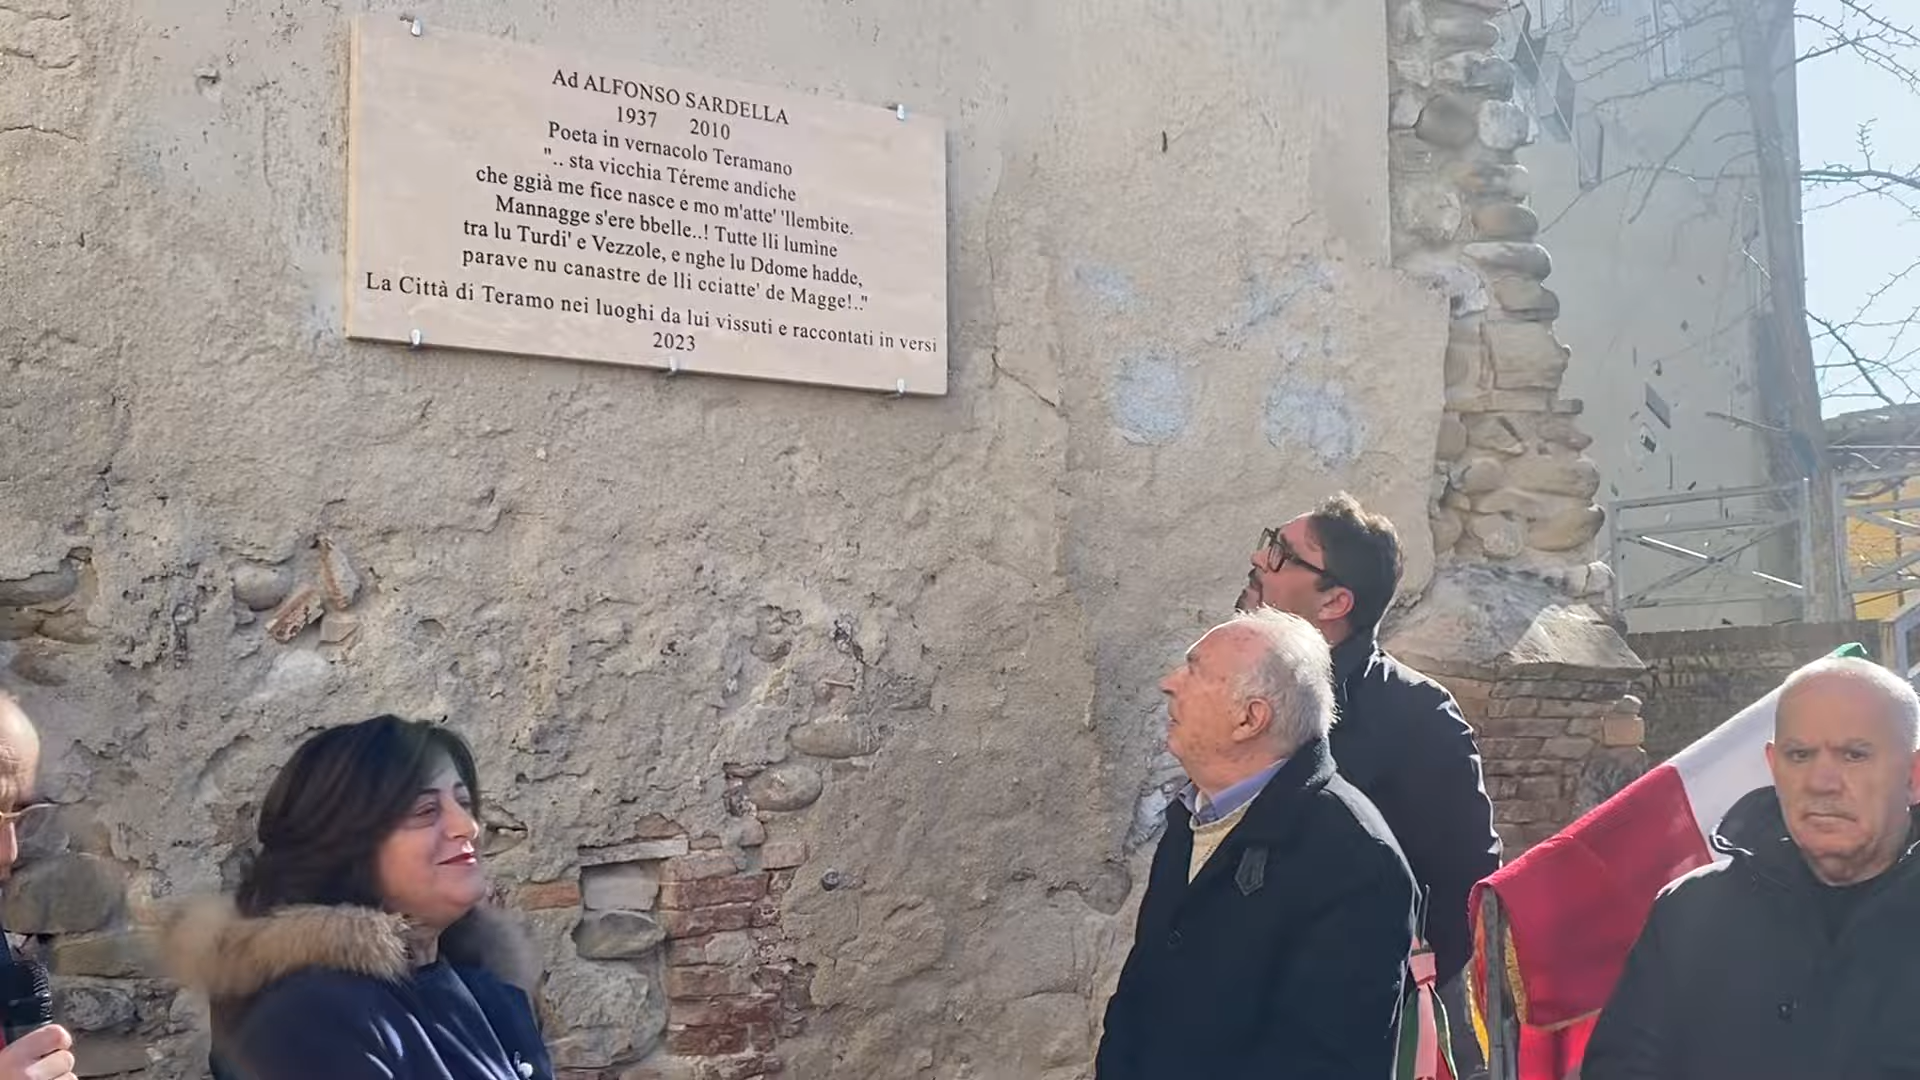 Ad ALFONSO SARDELLA
1937 2010
Poeta in vernacolo Teramano
".. sta vicchia Téreme andiche
che ggià me fice nasce e mo m'atte' 'llembite.
Mannagge s'ere bbelle..! Tutte lli lumìne
tra lu Turdi' e Vezzole, e nghe lu Ddome hadde,
parave nu canastre de lli cciatte' de Magge!.."
La Città di Teramo nei luoghi da lui vissuti e raccontati in versi
2023